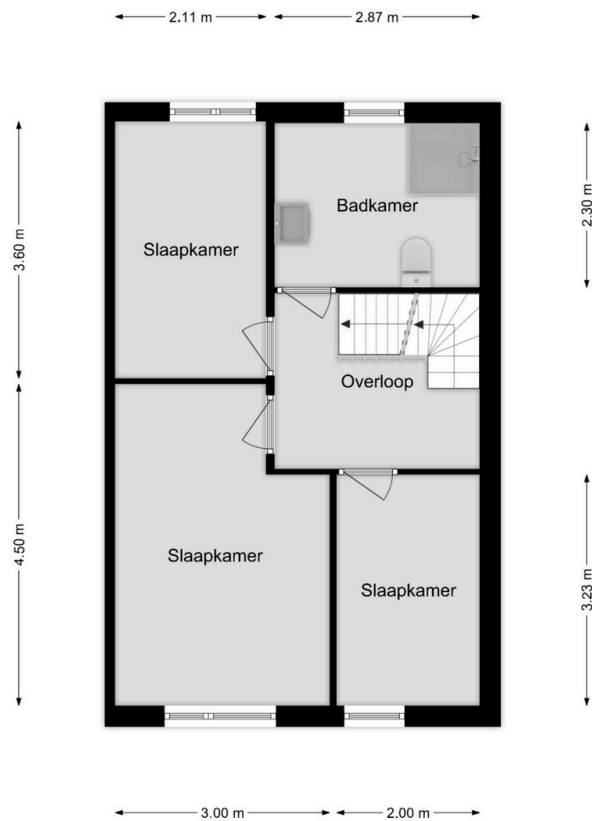 2.11 m
2.87 m
3.60 m
2.30 m
Badkamer
Slaapkamer
Overloop
4.50 m
3.23 m
Slaapkamer
Slaapkamer
3.00 m
2.00 m